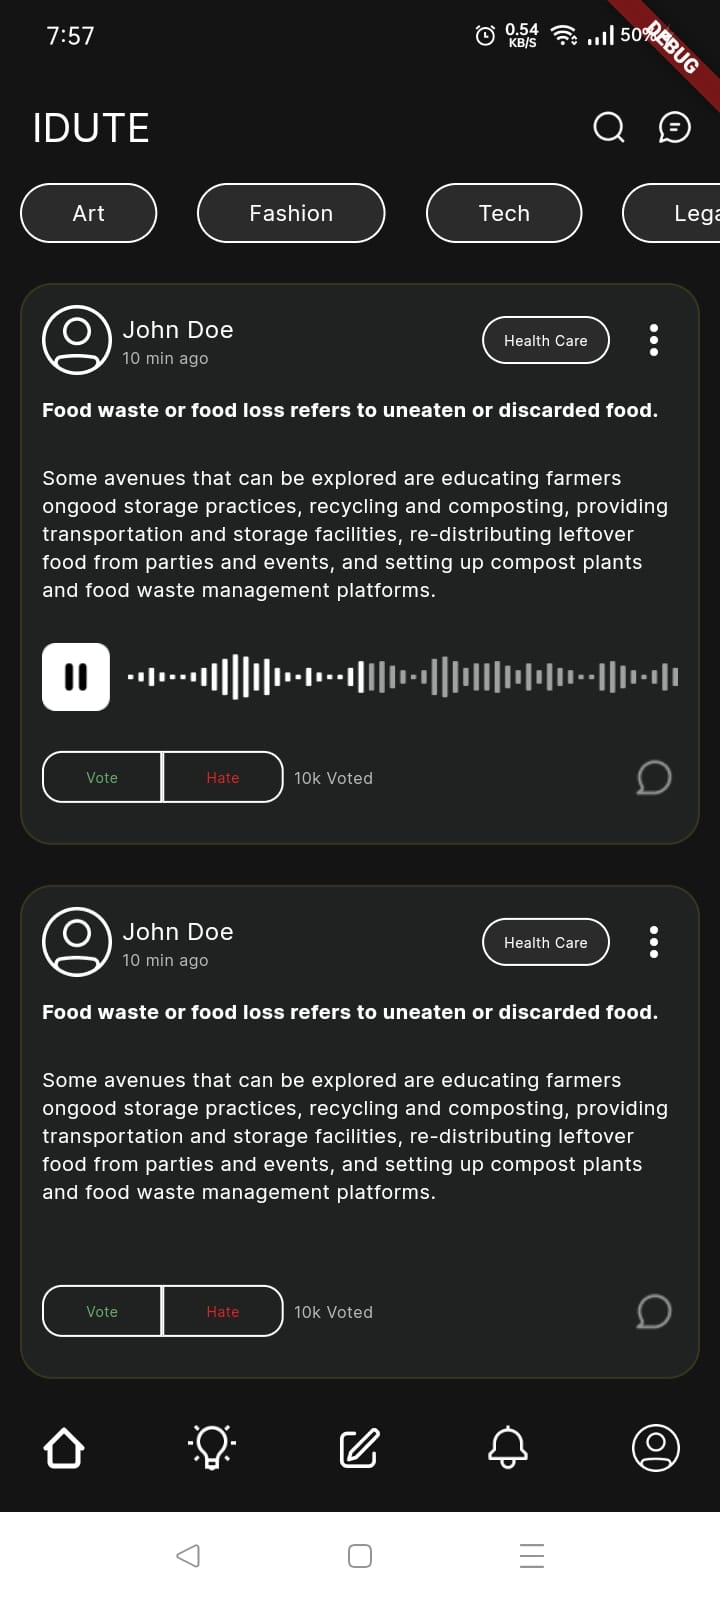 7:57
0.54
KB/S
50%
DEBUG
IDUTE
Art
Fashion
Tech
Lega
John Doe
10 min ago
Health Care
Food waste or food loss refers to uneaten or discarded food.
Some avenues that can be explored are educating farmers
ongood storage practices, recycling and composting, providing
transportation and storage facilities, re-distributing leftover
food from parties and events, and setting up compost plants
and food waste management platforms.
Vote
Hate
10k Voted
John Doe
10 min ago
Health Care
Food waste or food loss refers to uneaten or discarded food.
Some avenues that can be explored are educating farmers
ongood storage practices, recycling and composting, providing
transportation and storage facilities, re-distributing leftover
food from parties and events, and setting up compost plants
and food waste management platforms.
Vote
Hate
10k Voted